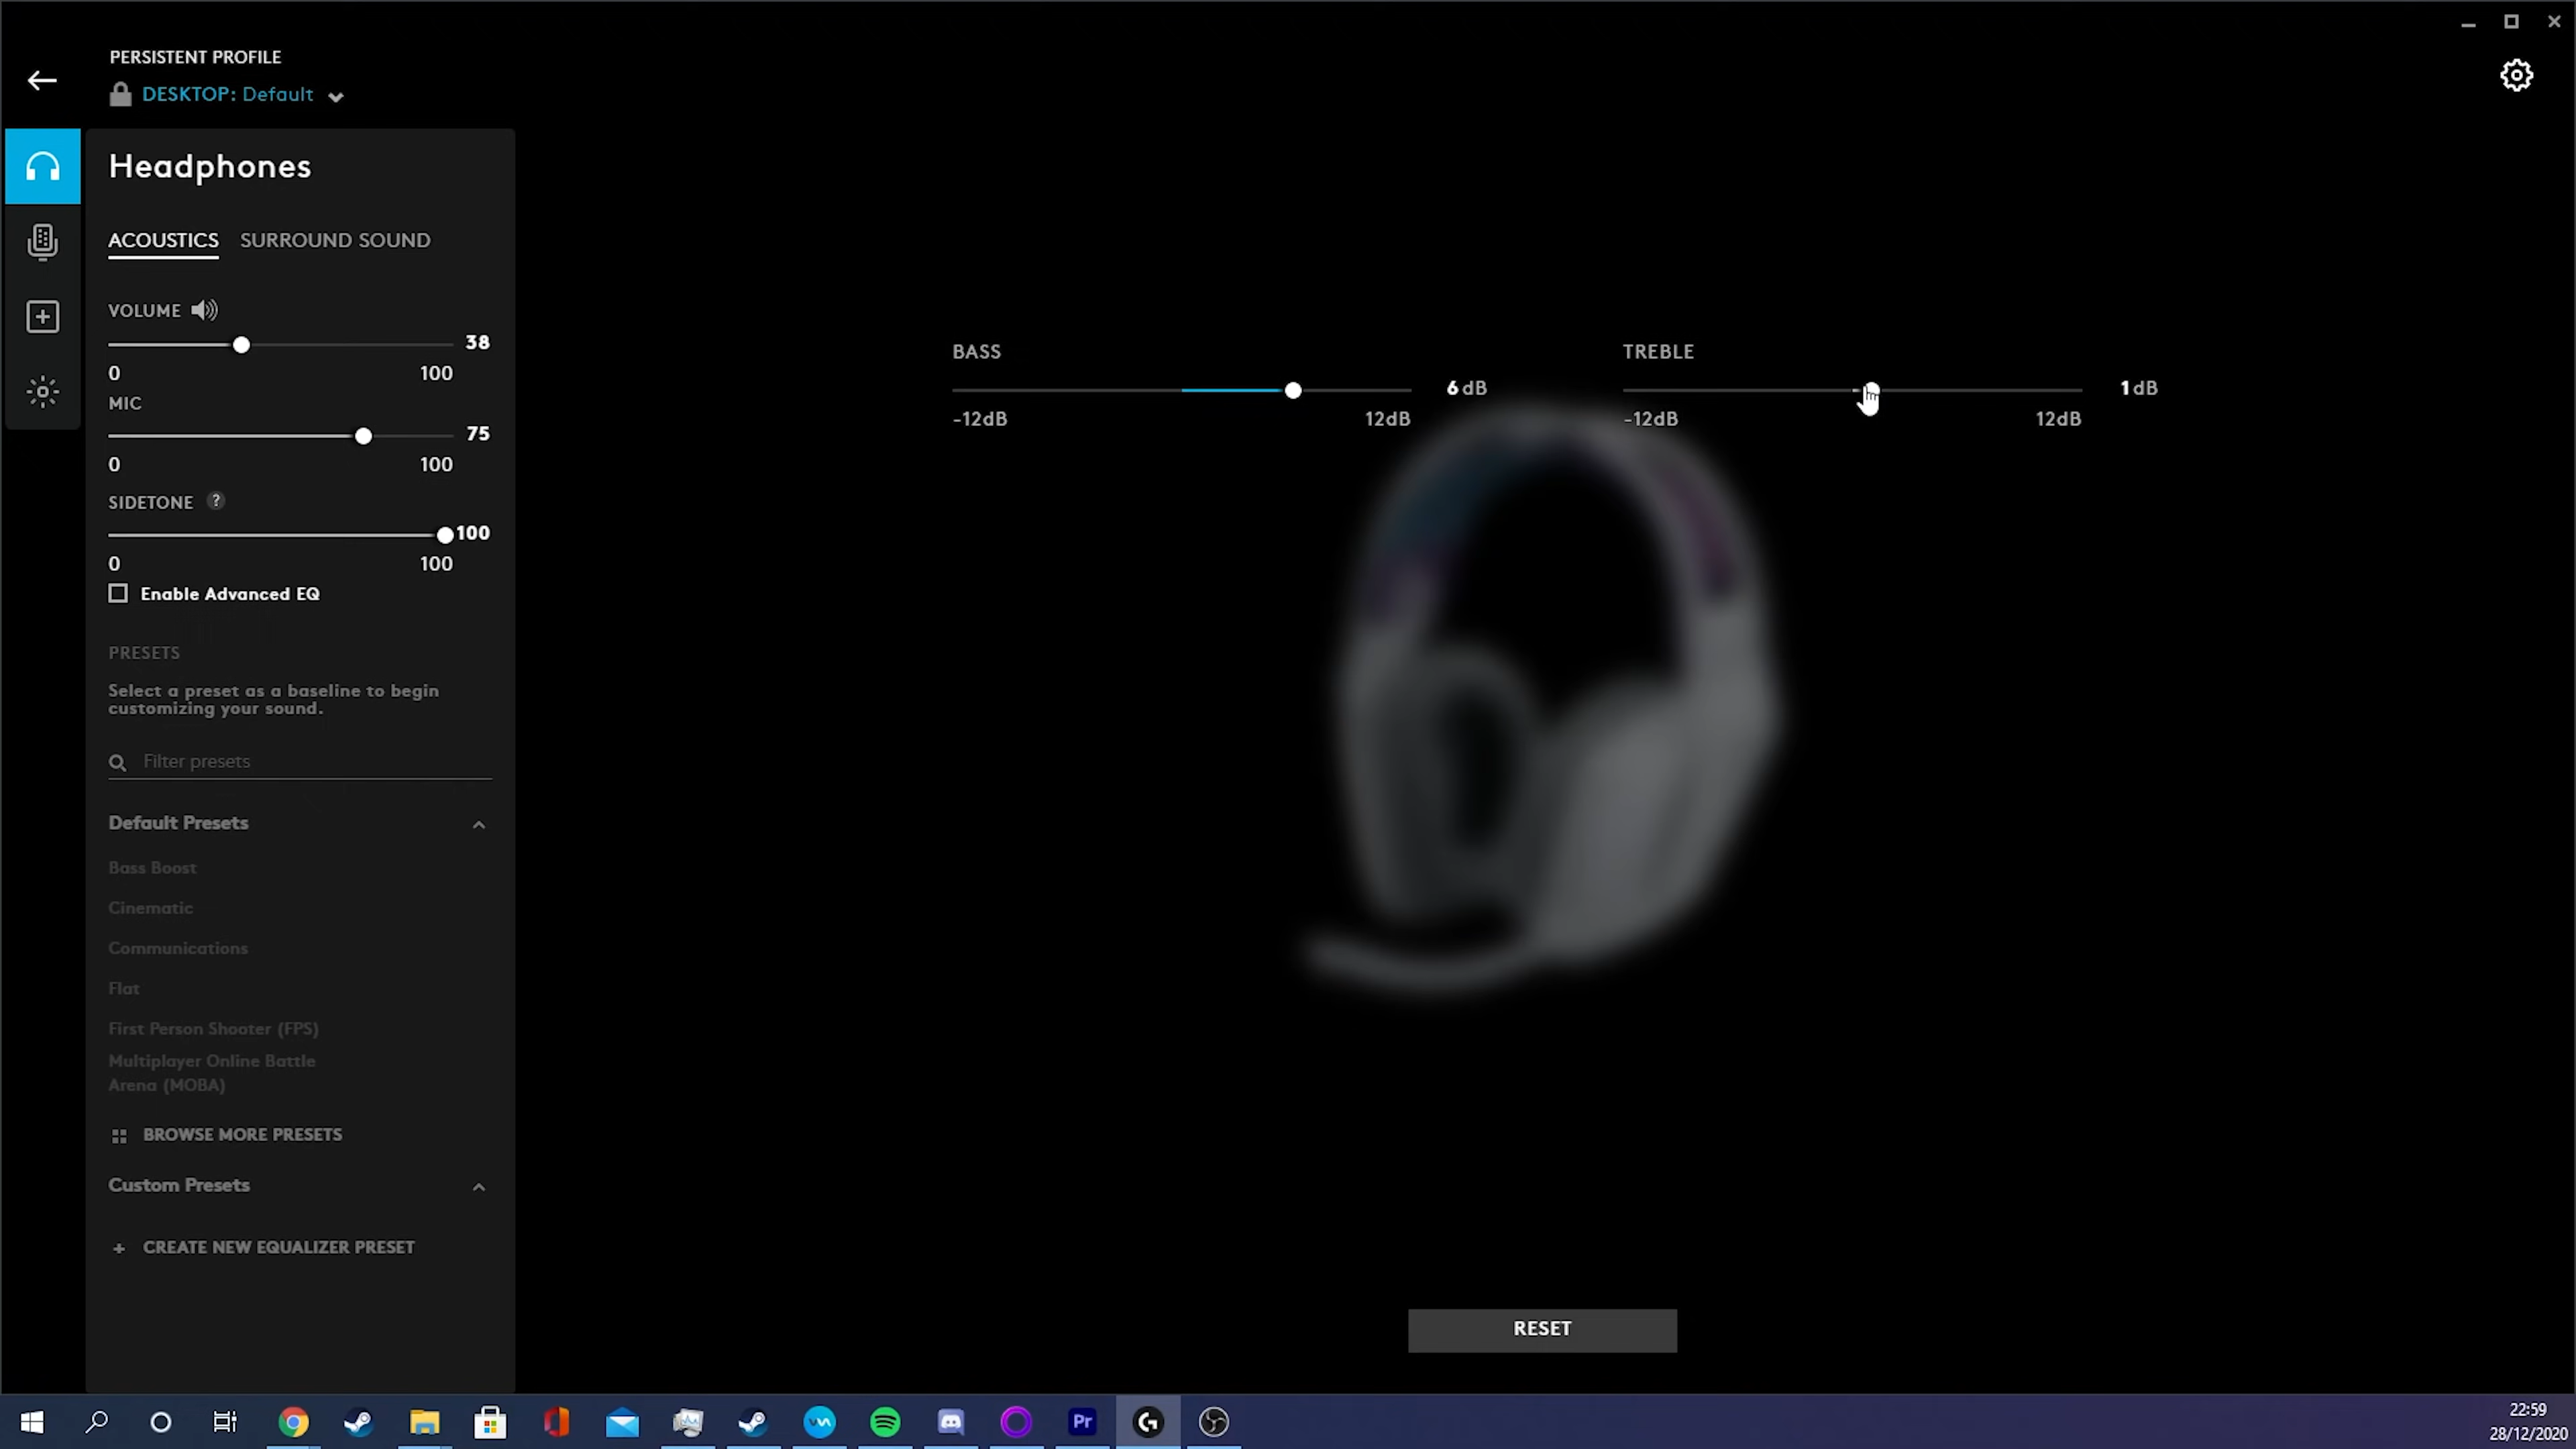 PERSISTENT PROFILE
DESKTOP: Default
Headphones
ACOUSTICS SURROUND SOUND
VOLUME
38
0 100
MIC
75
0 100
SIDETONE ?
100
0 100
Enable Advanced EQ
PRESETS
Select a preset as a baseline to begin
customizing your sound.
Filter presets
Default Presets
Bass Boost
Cinematic
Communications
Flat
First Person Shooter (FPS)
Multiplayer Online Battle
Arena (MOBA)
BROWSE MORE PRESETS
Custom Presets
+ CREATE NEW EQUALIZER PRESET
BASS
6 dB
-12dB 12dB
TREBLE
1 dB
-12dB 12dB
RESET
Pr
22:59
28/12/2020